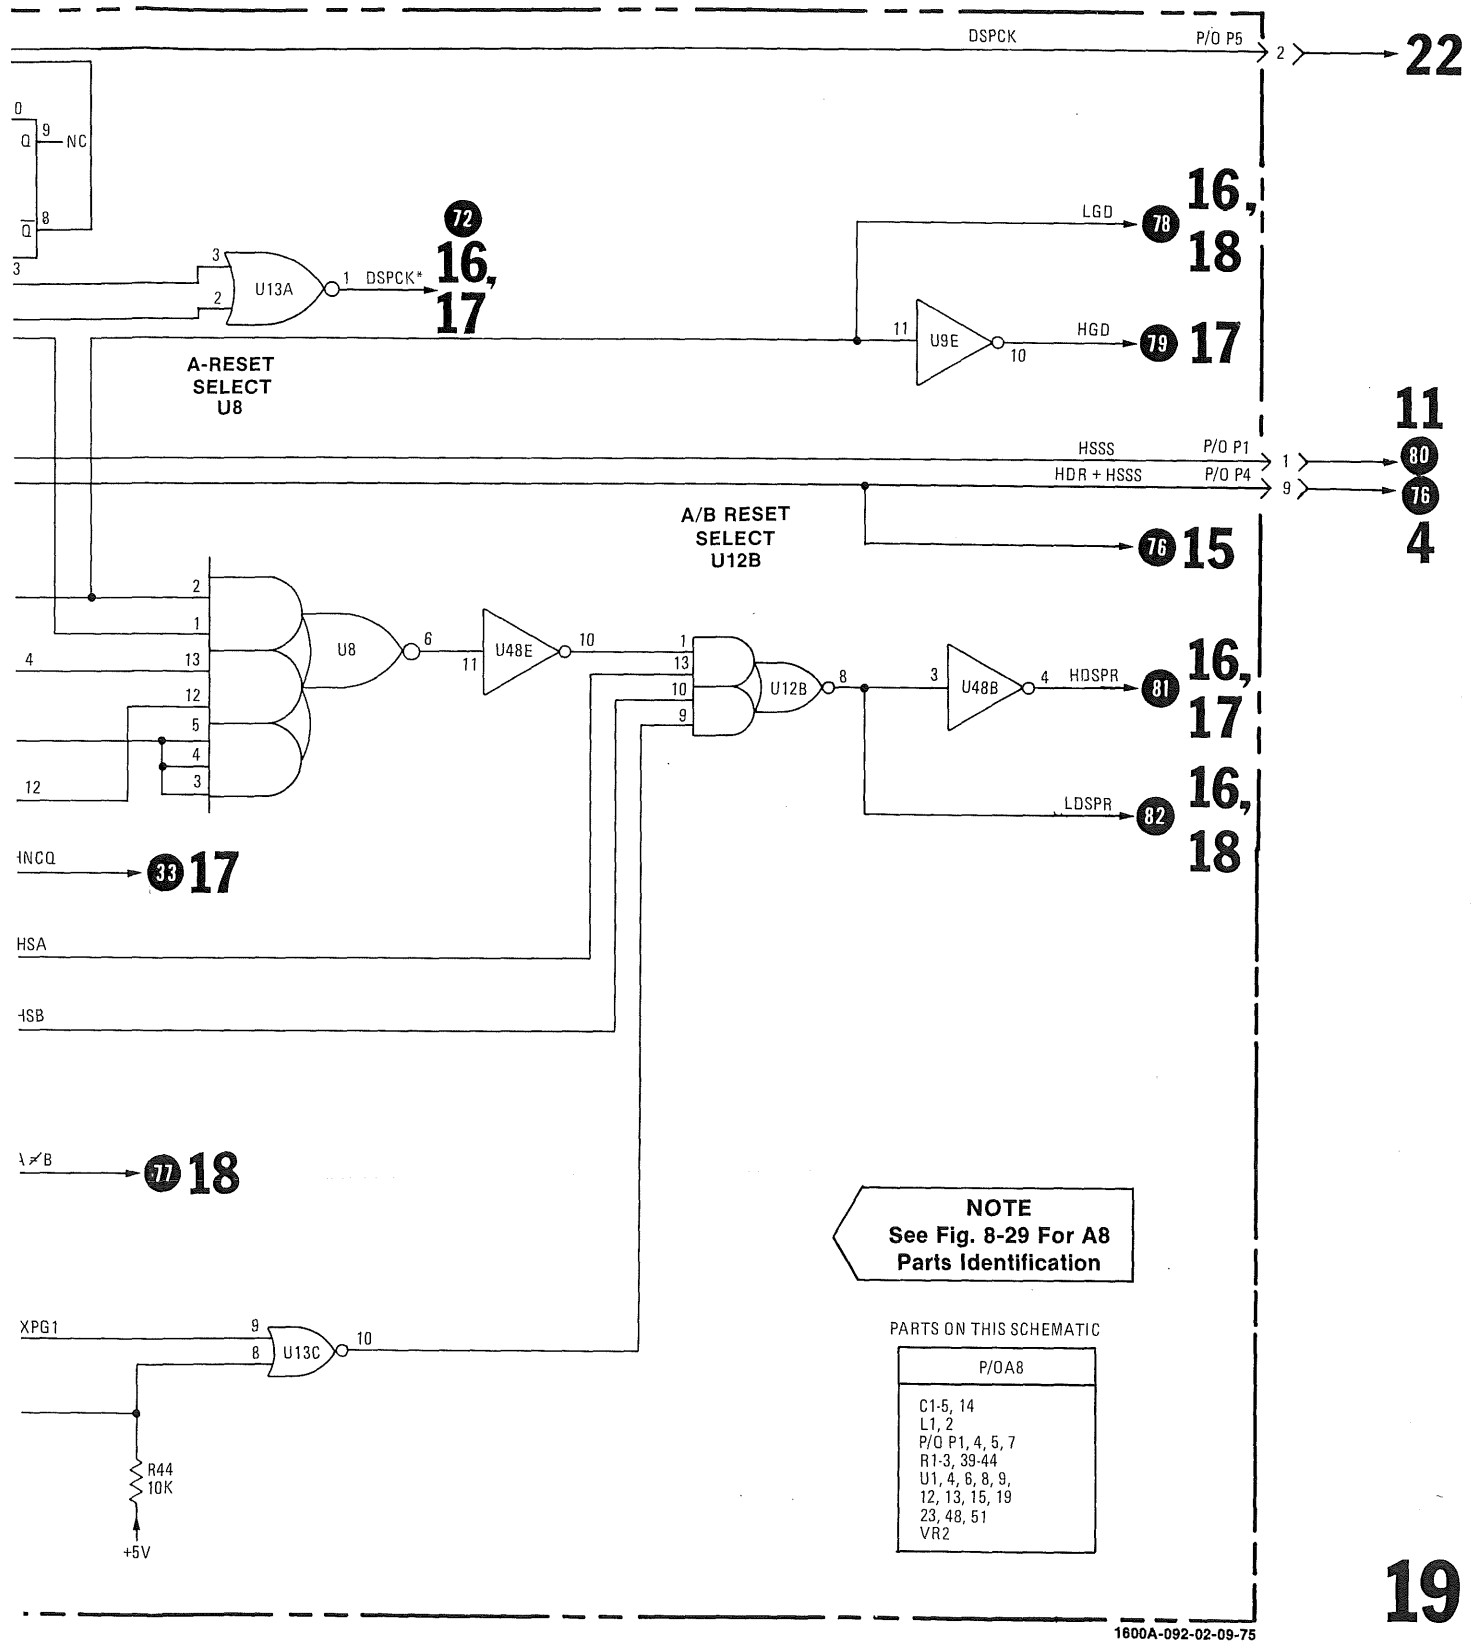 DSPCK P/O P5 2 22
0
Q 9 NC
Q 8
3
72
16,
17
3
2
U13A 1 DSPCK*
LGD 78 16,
18
11 U9E 10 HGD 79 17
A-RESET
SELECT
U8
11
HSSS P/O P1 1 80
HDR + HSSS P/O P4 9 76
4
76 15
A/B RESET
SELECT
U12B
2
1
4 13
12
5
4
12 3
U8 6
11 U48E 10
1
13
10
9
U12B 8
3 U48B 4 HDSPR 81 16,
17
LDSPR 82 16,
18
HNCQ 33 17
HSA
HSB
A≠B 77 18
NOTE
See Fig. 8-29 For A8
Parts Identification
XPG1 9
8
U13C 10
R44
10K
+5V
PARTS ON THIS SCHEMATIC
P/O A8
C1-5, 14
L1, 2
P/O P1, 4, 5, 7
R1-3, 39-44
U1, 4, 6, 8, 9,
12, 13, 15, 19
23, 48, 51
VR2
19
1600A-092-02-09-75